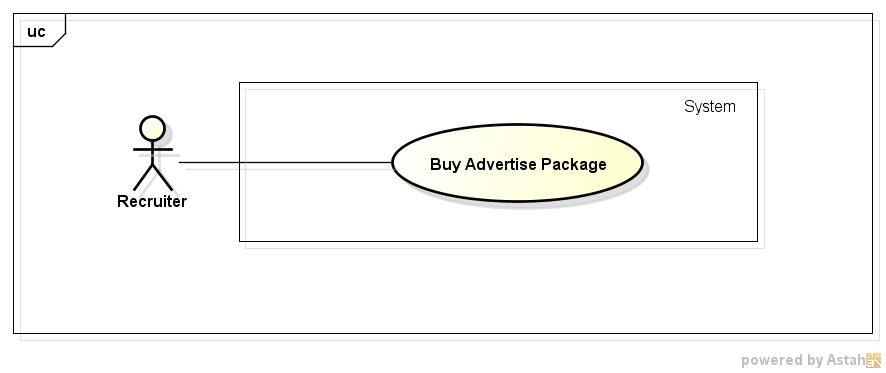 uc
System
Buy Advertise Package
Recruiter
powered by Astah